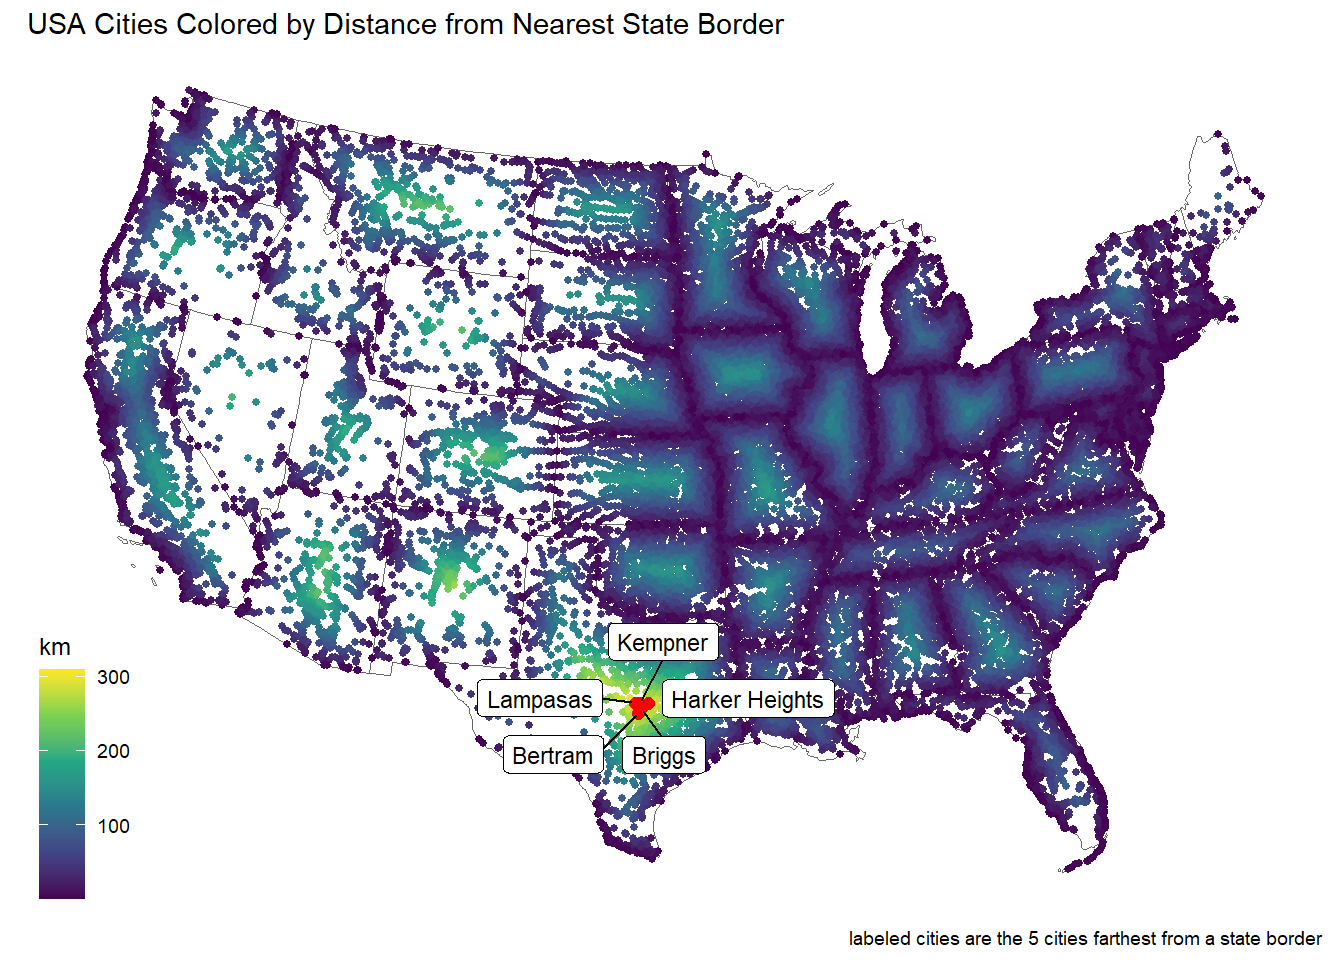 USA Cities Colored by Distance from Nearest State Border
Kempner
Lampasas
Harker Heights
Bertram
Briggs
km
300
200
100
labeled cities are the 5 cities farthest from a state border